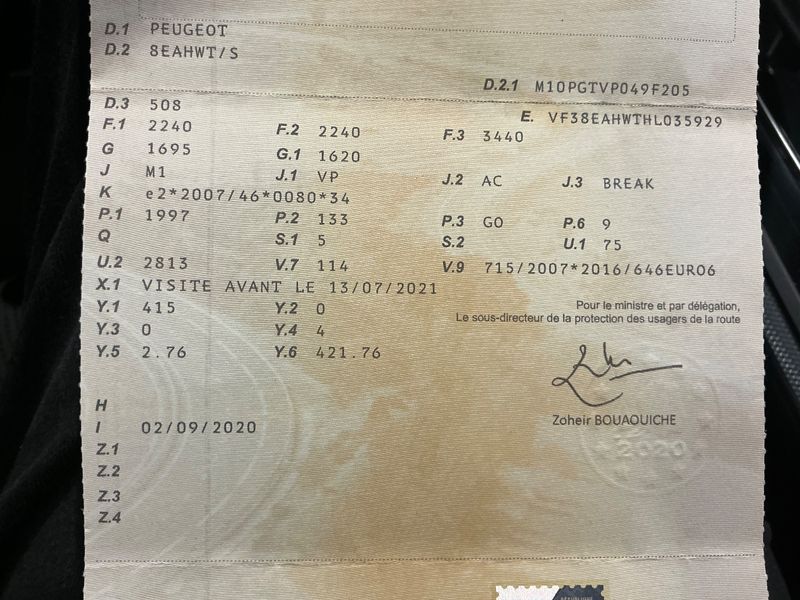 D.1 PEUGEOT
D.2 8EAHWT/S
D.2.1 M10PGTVP049F205
D.3 508
E. VF38EAHWTHL035929
F.1 2240 F.2 2240 F.3 3440
G 1695 G.1 1620
J M1 J.1 VP J.2 AC J.3 BREAK
K e2*2007/46*0080*34
P.1 1997 P.2 133 P.3 GO P.6 9
Q S.1 5 S.2 U.1 75
U.2 2813 V.7 114 V.9 715/2007*2016/646EURO6
X.1 VISITE AVANT LE 13/07/2021
Y.1 415 Y.2 0
Y.3 0 Y.4 4
Y.5 2.76 Y.6 421.76
Pour le ministre et par délégation,
Le sous-directeur de la protection des usagers de la route
Zoheir BOUAOUICHE
2020
H
I 02/09/2020
Z.1
Z.2
Z.3
Z.4